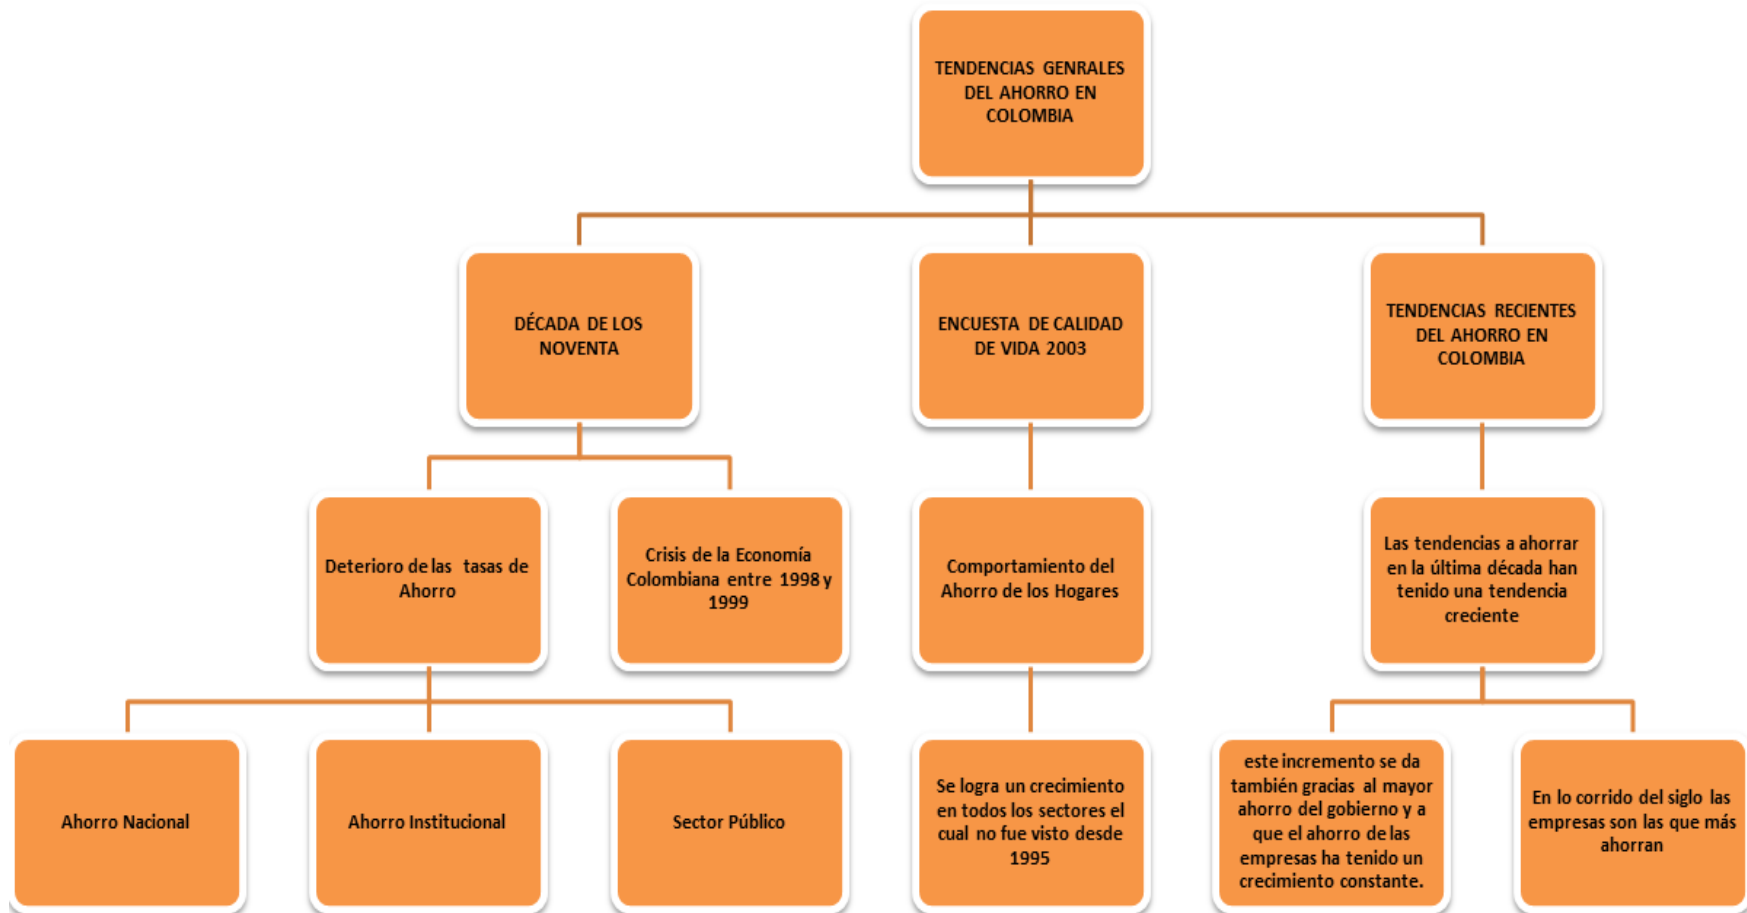 TENDENCIAS GENRALES
DEL AHORRO EN
COLOMBIA
DÉCADA DE LOS
NOVENTA
ENCUESTA DE CALIDAD
DE VIDA 2003
TENDENCIAS RECIENTES
DEL AHORRO EN
COLOMBIA
Deterioro de las tasas de
Ahorro
Crisis de la Economía
Colombiana entre 1998 y
1999
Comportamiento del
Ahorro de los Hogares
Las tendencias a ahorrar
en la última década han
tenido una tendencia
creciente
Ahorro Nacional
Ahorro Institucional
Sector Público
Se logra un crecimiento
en todos los sectores el
cual no fue visto desde
1995
este incremento se da
también gracias al mayor
ahorro del gobierno y a
que el ahorro de las
empresas ha tenido un
crecimiento constante.
En lo corrido del siglo las
empresas son las que más
ahorran